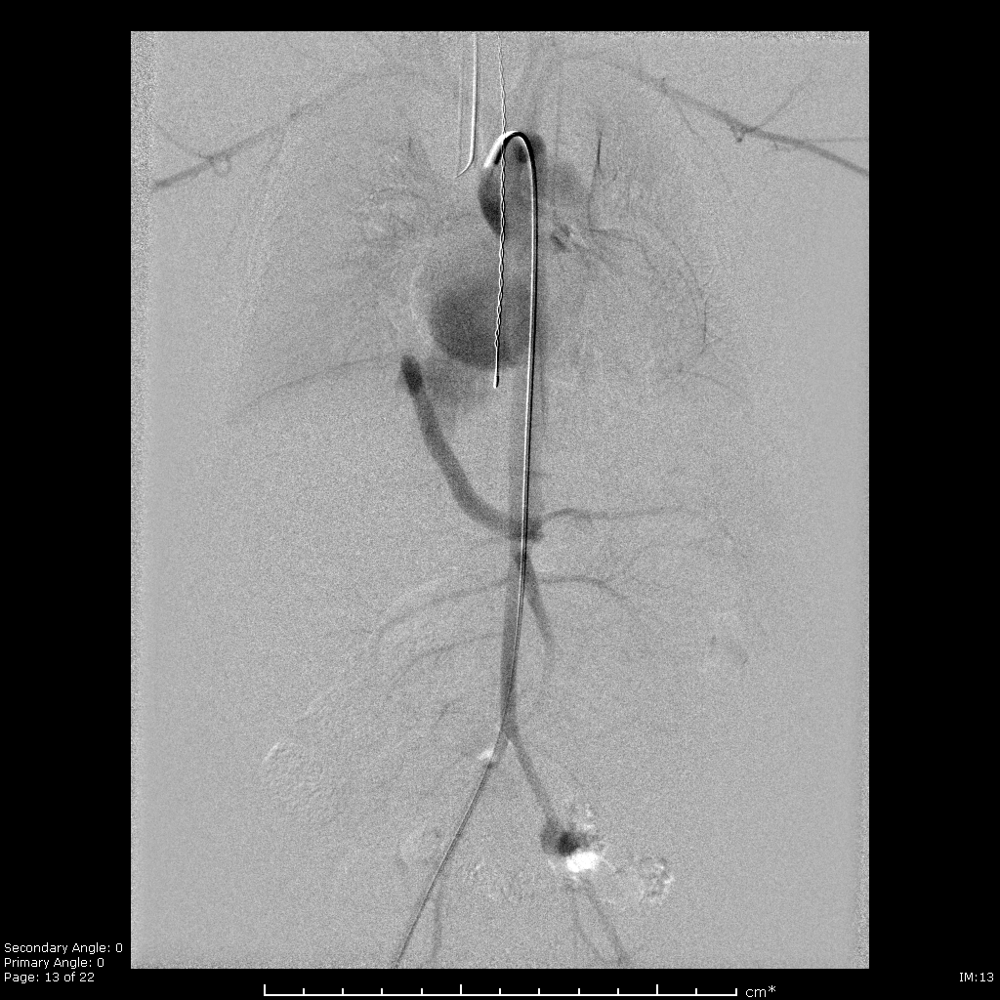 Secondary Angle: 0
Primary Angle: 0
Page: 13 of 22
IM:13
cm*